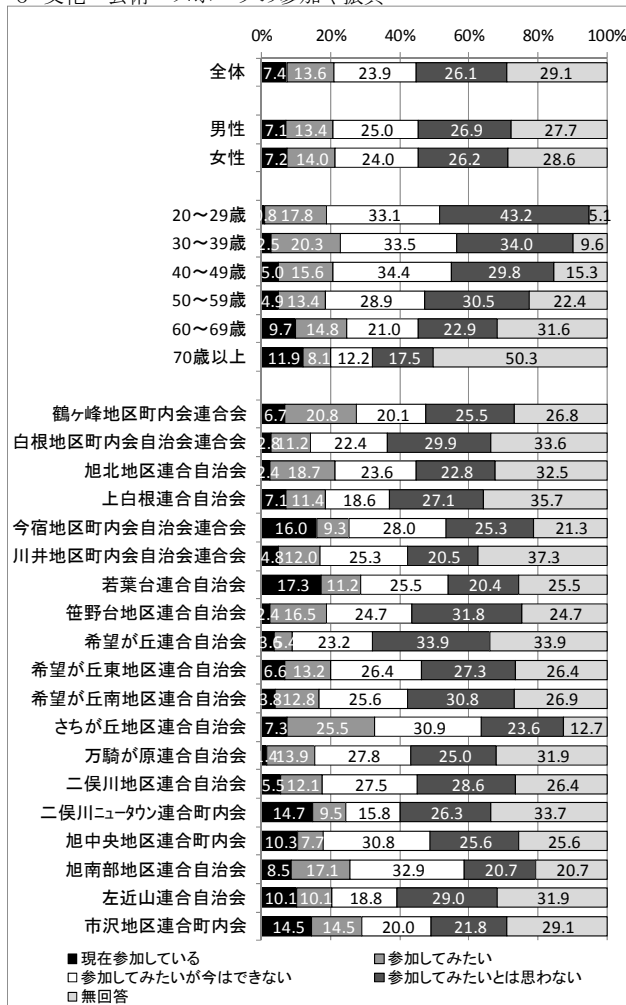 0% 20% 40% 60% 80% 100%
全体 7.4 13.6 23.9 26.1 29.1
男性 7.1 13.4 25.0 26.9 27.7
女性 7.2 14.0 24.0 26.2 28.6
20～29歳 .8 17.8 33.1 43.2 5.1
30～39歳 2.5 20.3 33.5 34.0 9.6
40～49歳 5.0 15.6 34.4 29.8 15.3
50～59歳 4.9 13.4 28.9 30.5 22.4
60～69歳 9.7 14.8 21.0 22.9 31.6
70歳以上 11.9 8.1 12.2 17.5 50.3
鶴ヶ峰地区町内会連合会 6.7 20.8 20.1 25.5 26.8
白根地区町内会自治会連合会 2.8 11.2 22.4 29.9 33.6
旭北地区連合自治会 2.4 18.7 23.6 22.8 32.5
上白根連合自治会 7.1 11.4 18.6 27.1 35.7
今宿地区町内会自治会連合会 16.0 9.3 28.0 25.3 21.3
川井地区町内会自治会連合会 4.8 12.0 25.3 20.5 37.3
若葉台連合自治会 17.3 11.2 25.5 20.4 25.5
笹野台地区連合自治会 2.4 16.5 24.7 31.8 24.7
希望が丘連合自治会 3.6 5.4 23.2 33.9 33.9
希望が丘東地区連合自治会 6.6 13.2 26.4 27.3 26.4
希望が丘南地区連合自治会 3.8 12.8 25.6 30.8 26.9
さちが丘地区連合自治会 7.3 25.5 30.9 23.6 12.7
万騎が原連合自治会 .4 13.9 27.8 25.0 31.9
二俣川地区連合自治会 5.5 12.1 27.5 28.6 26.4
二俣川ニュータウン連合町内会 14.7 9.5 15.8 26.3 33.7
旭中央地区連合町内会 10.3 7.7 30.8 25.6 25.6
旭南部地区連合自治会 8.5 17.1 32.9 20.7 20.7
左近山連合自治会 10.1 10.1 18.8 29.0 31.9
市沢地区連合町内会 14.5 14.5 20.0 21.8 29.1
現在参加している 参加してみたい
参加してみたいが今はできない 参加してみたいとは思わない
無回答